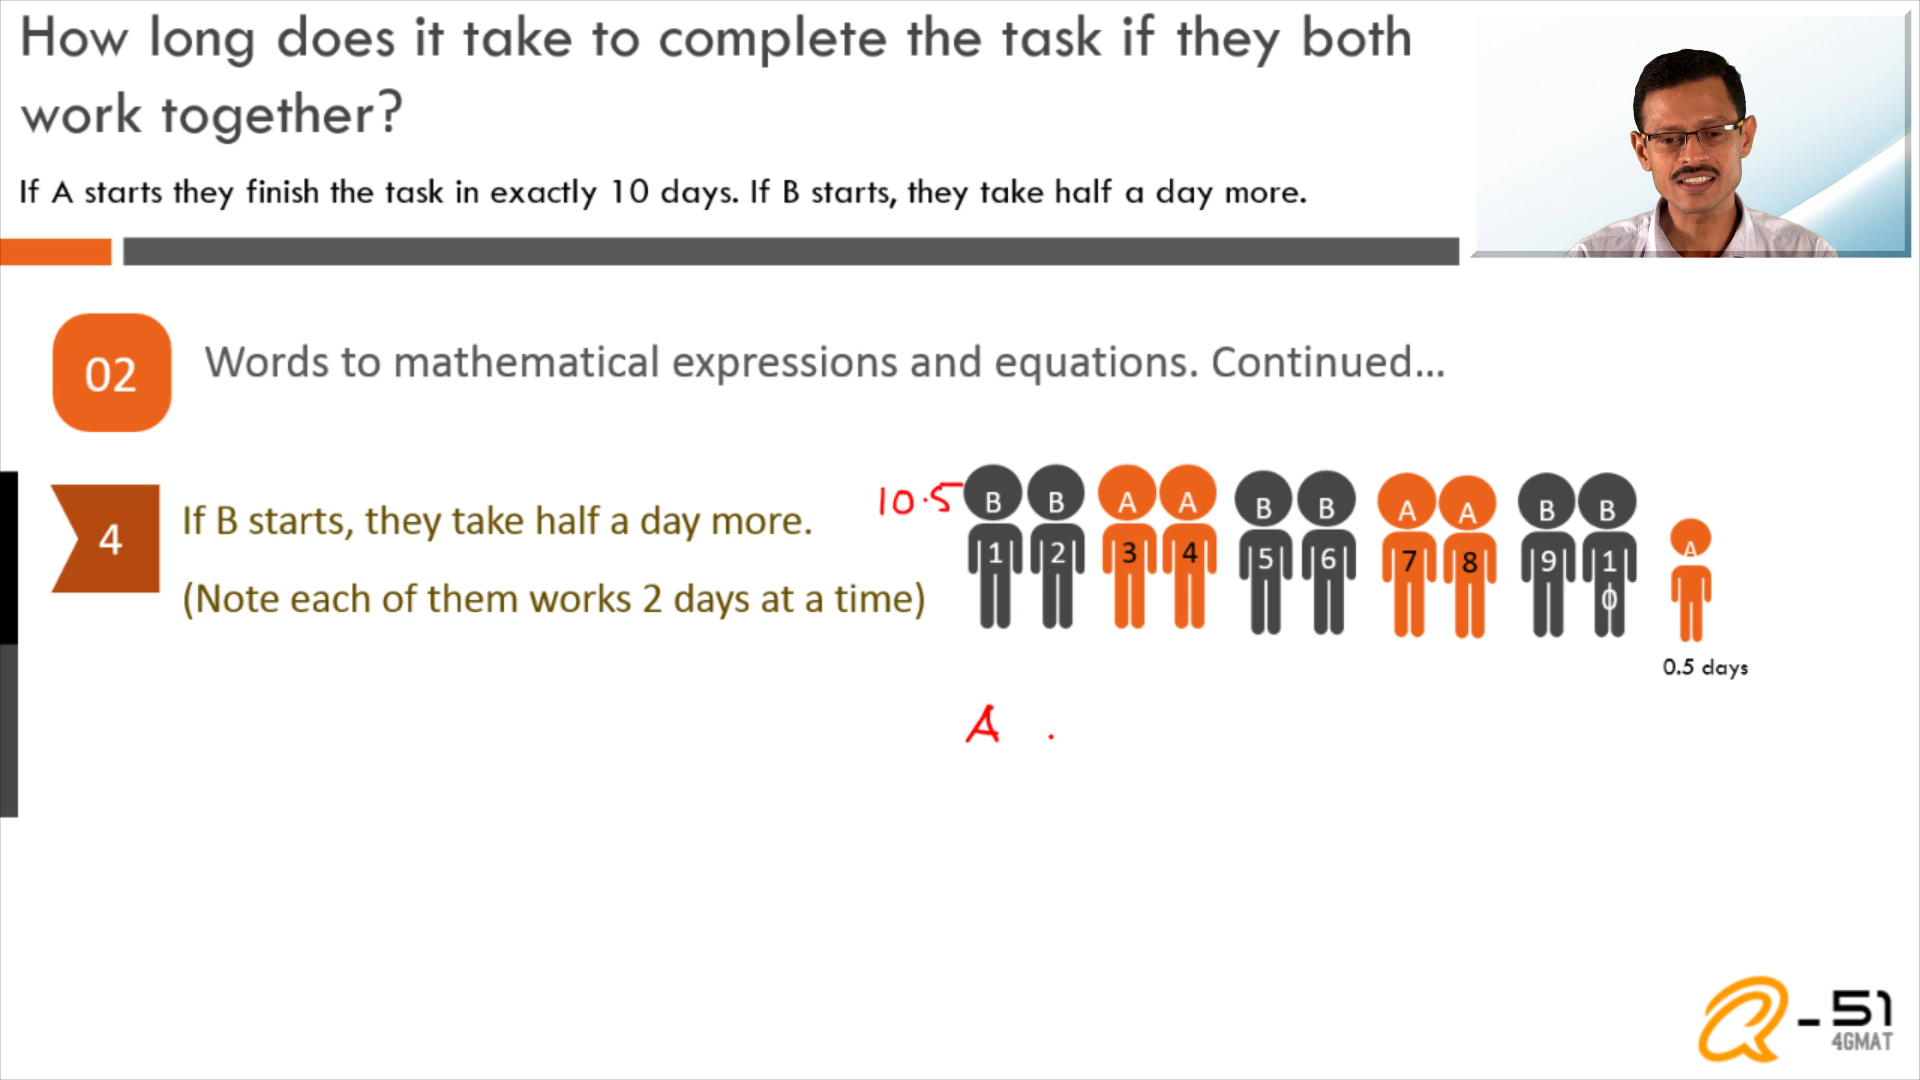 How long does it take to complete the task if they both
work together?
If A starts they finish the task in exactly 10 days. If B starts, they take half a day more.
02
Words to mathematical expressions and equations. Continued...
4
If B starts, they take half a day more.
(Note each of them works 2 days at a time)
10.5
B B A A B B A A B B A
1 2 3 4 5 6 7 8 9 10
0.5 days
A .
Q-51
4GMAT